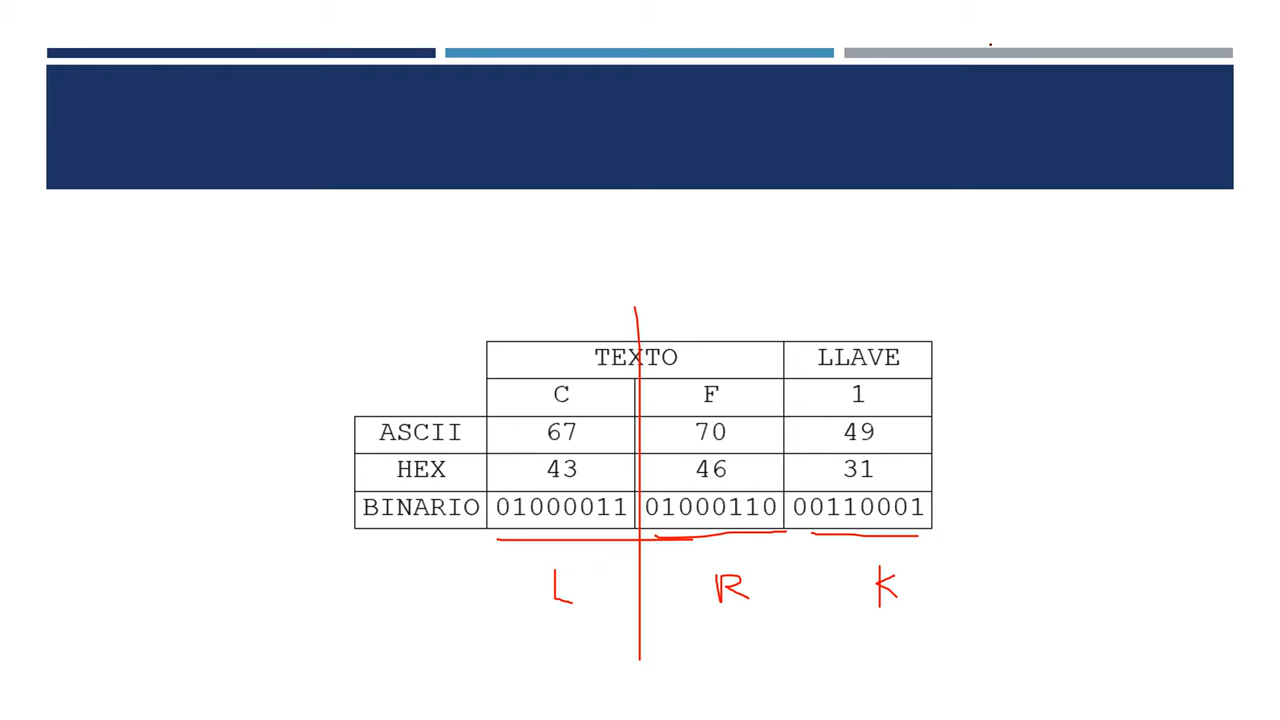 TEXTO LLAVE
C F 1
ASCII 67 70 49
HEX 43 46 31
BINARIO 01000011 01000110 00110001
L R K